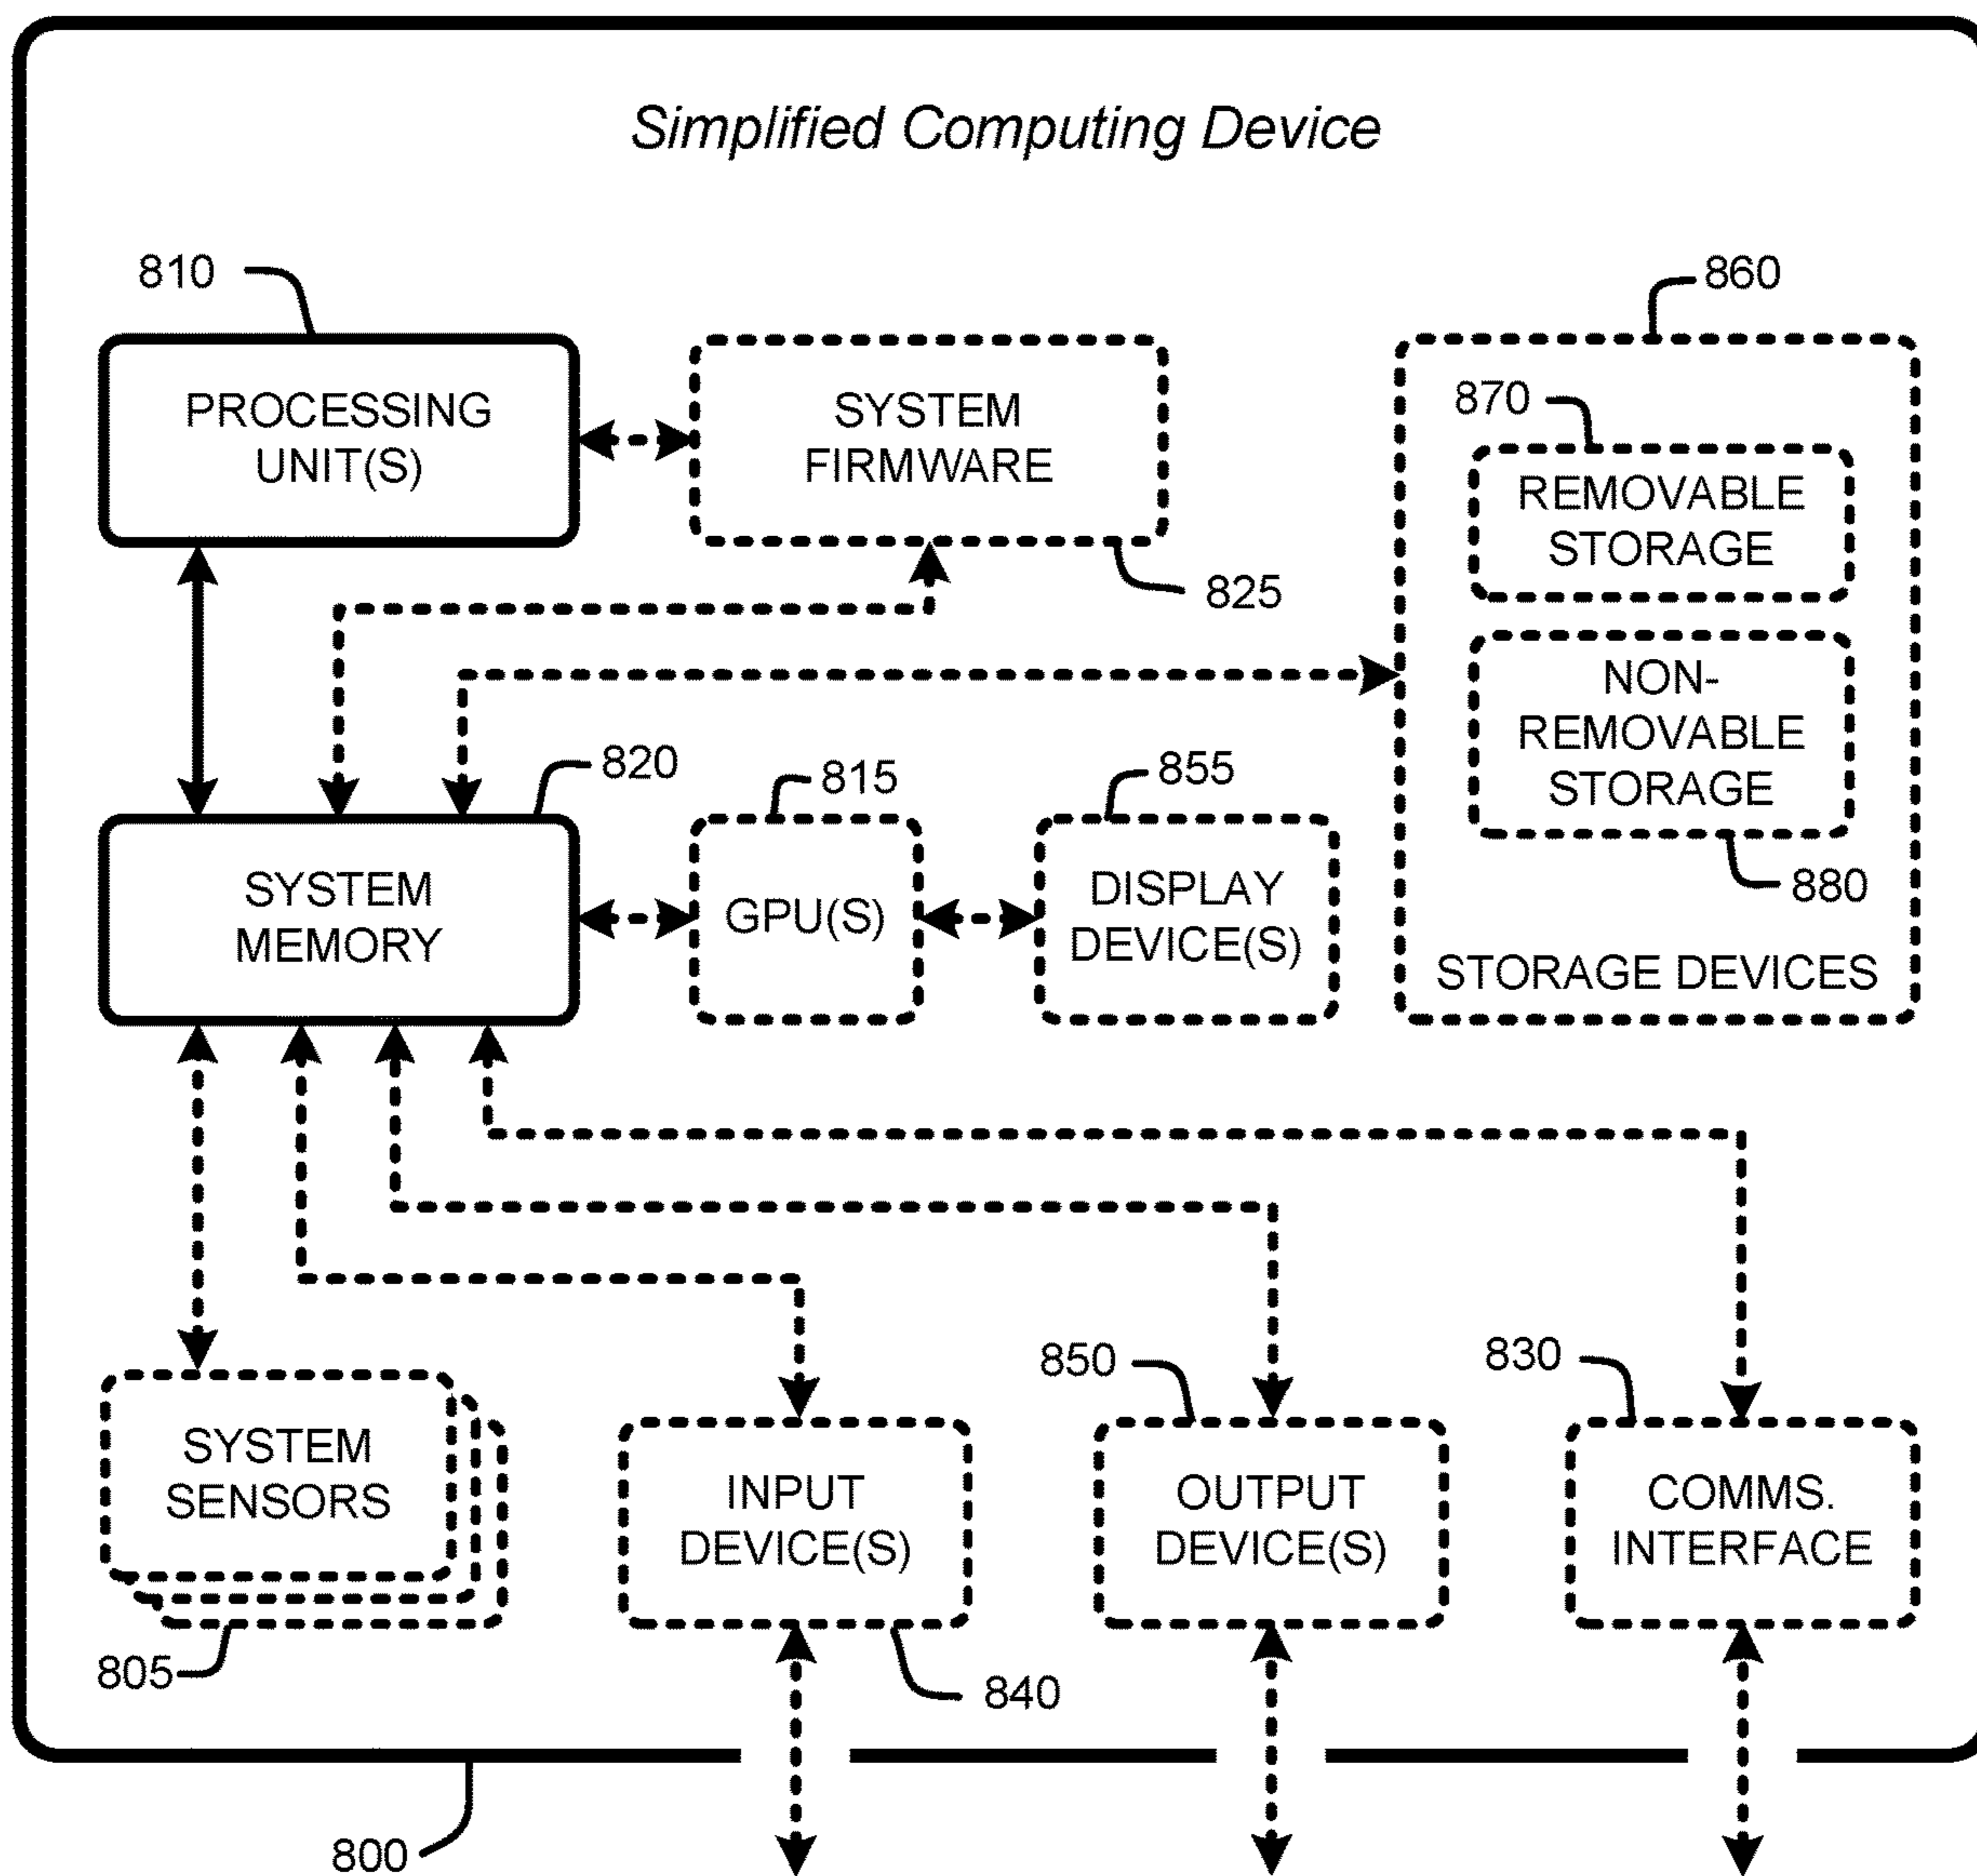 Simplified Computing Device
810
860
PROCESSING
UNIT(S)
SYSTEM
FIRMWARE
870
REMOVABLE
STORAGE
825
NON-
REMOVABLE
STORAGE
820
815
855
880
SYSTEM
MEMORY
GPU(S)
DISPLAY
DEVICE(S)
STORAGE DEVICES
850
830
SYSTEM
SENSORS
INPUT
DEVICE(S)
OUTPUT
DEVICE(S)
COMMS.
INTERFACE
805
840
800